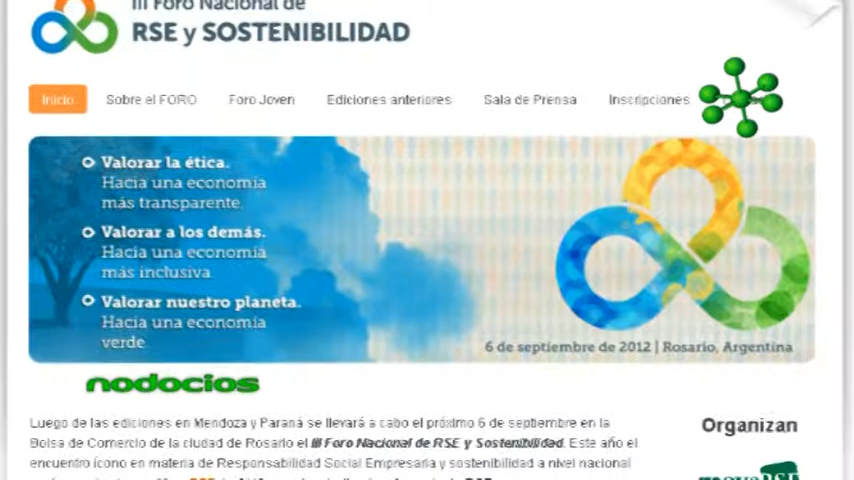 III Foro Nacional de
RSE y SOSTENIBILIDAD
Inicio Sobre el FORO Foro Joven Ediciones anteriores Sala de Prensa Inscripciones
Valorar la ética.
Hacia una economía
más transparente.
Valorar a los demás.
Hacia una economía
más inclusiva
Valorar nuestro planeta.
Hacia una economía
verde.
6 de septiembre de 2012 | Rosario, Argentina
nodocios
Luego de las ediciones en Mendoza y Paraná se llevará a cabo el próximo 6 de septiembre en la
Bolsa de Comercio de la ciudad de Rosario el III Foro Nacional de RSE y Sostenibilidad. Este año el
encuentro ícono en materia de Responsabilidad Social Empresaria y sostenibilidad a nivel nacional
Organizan